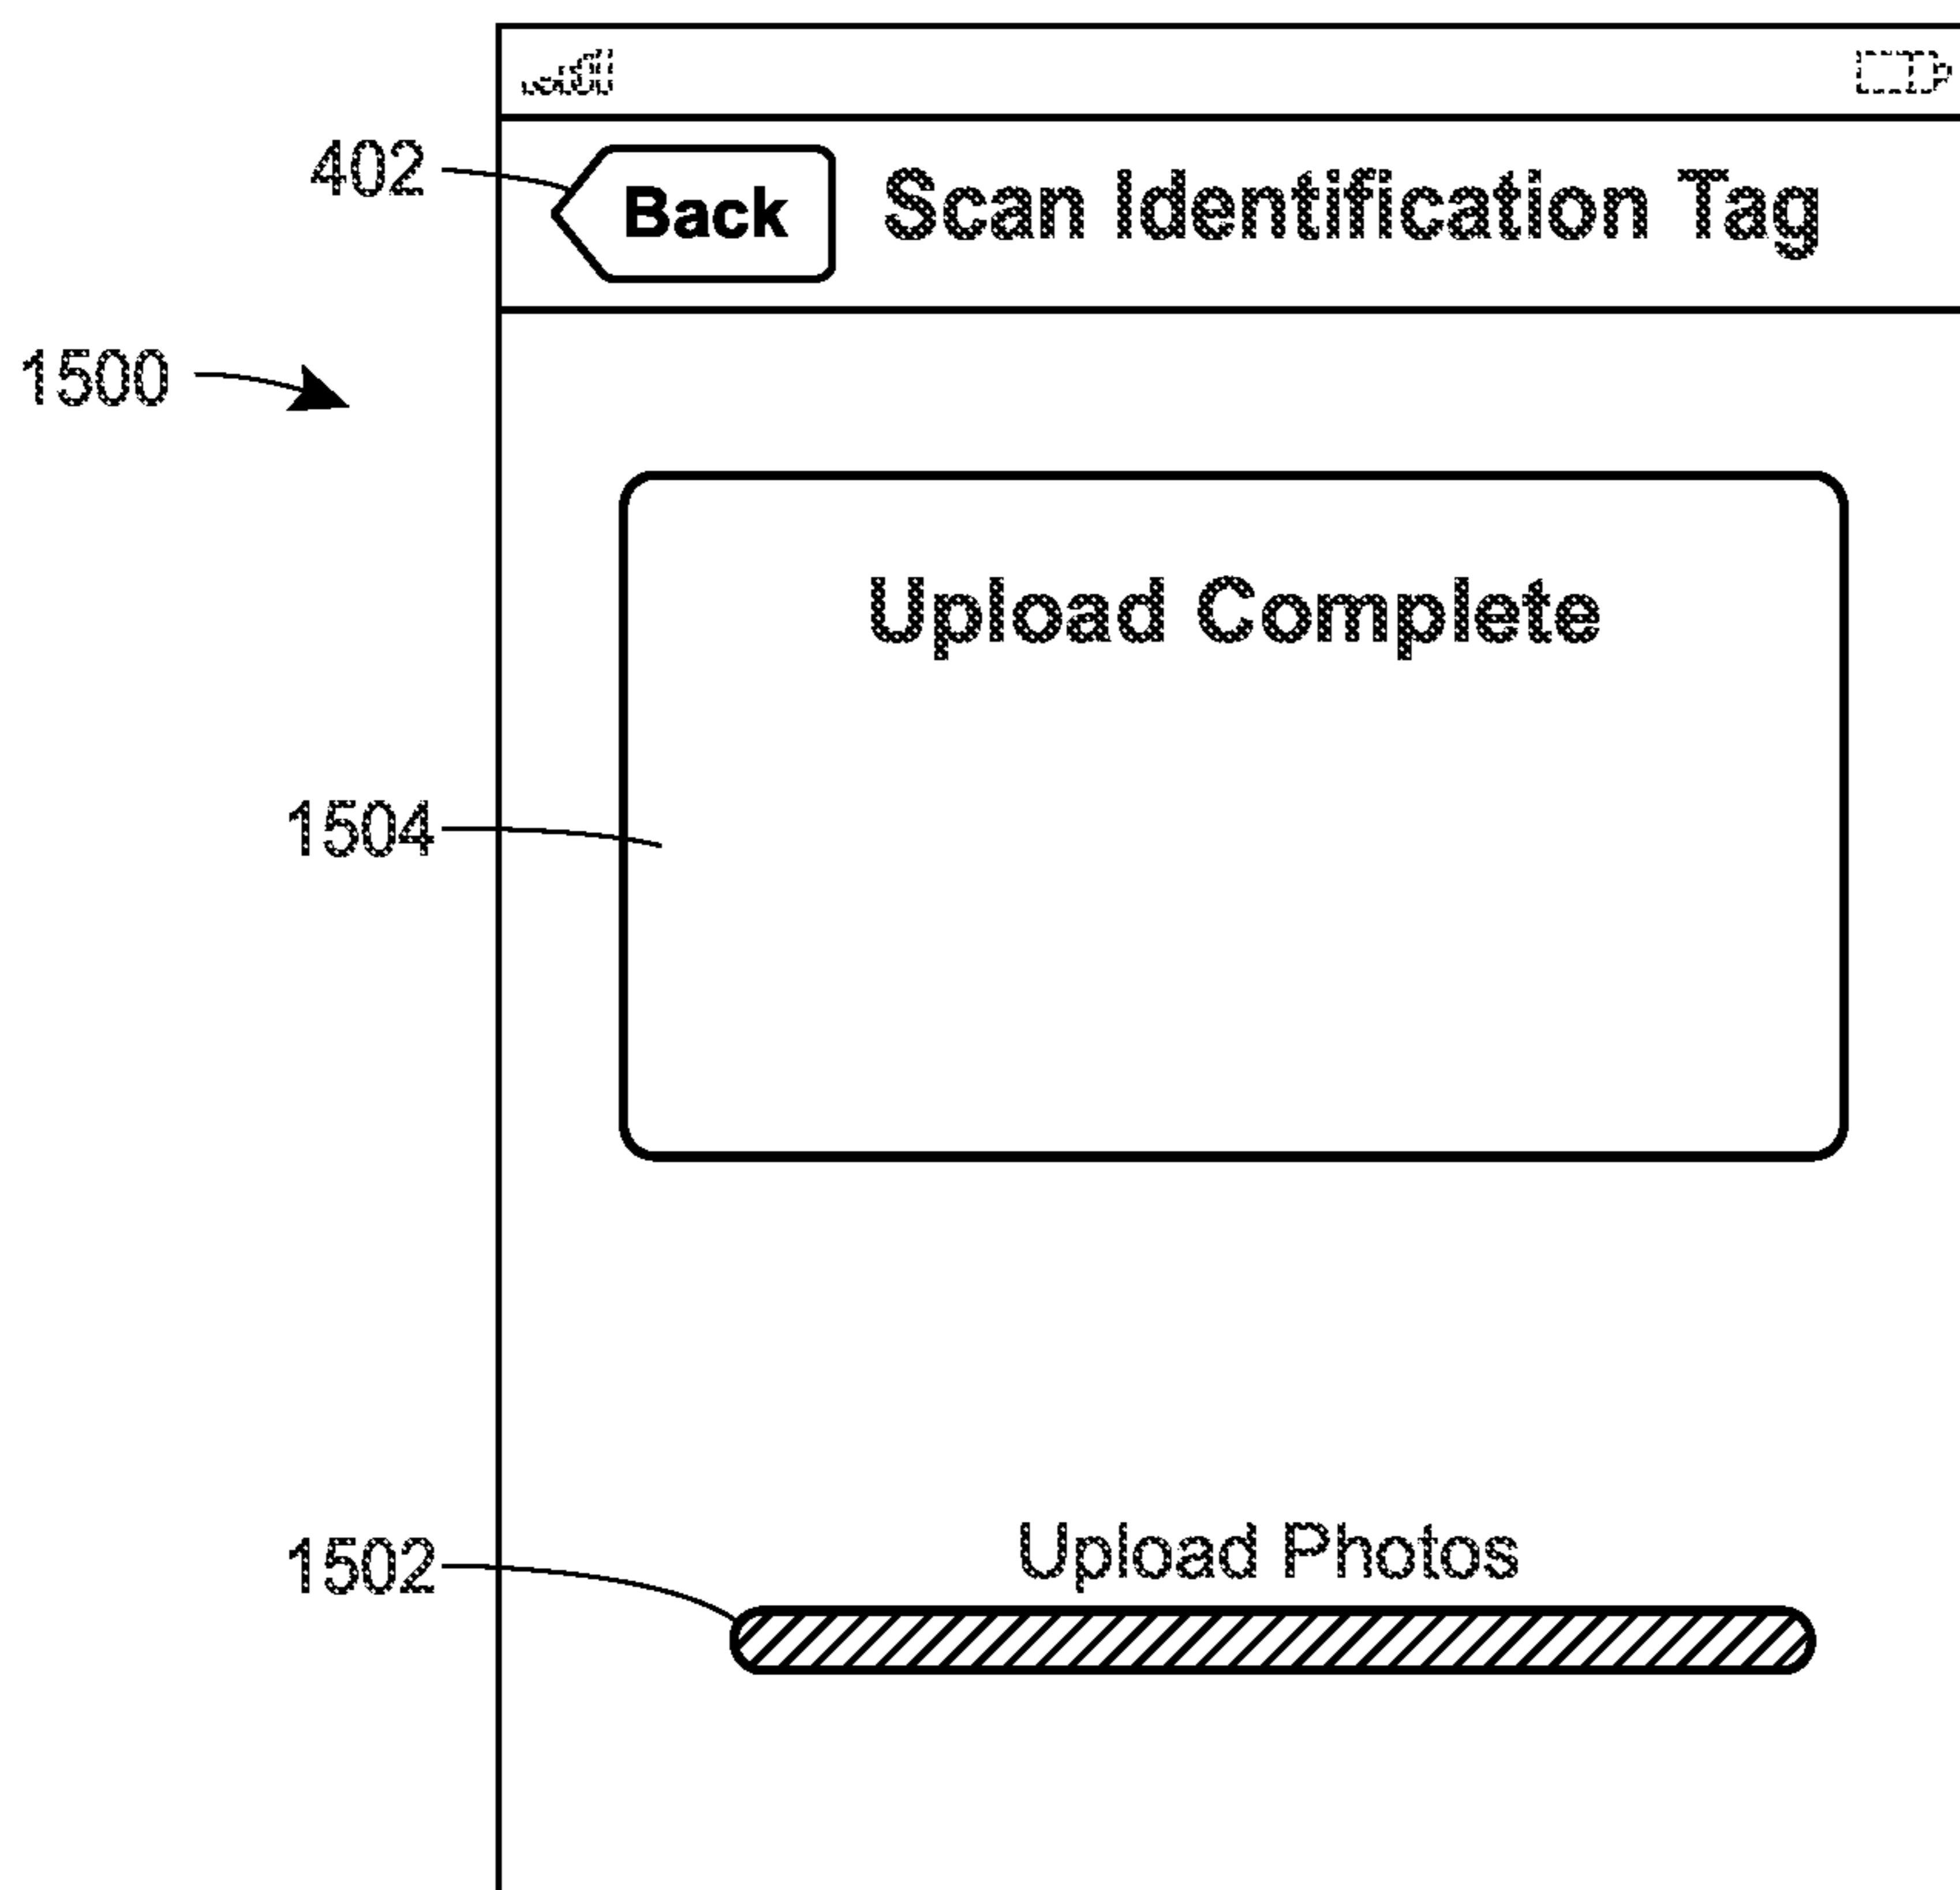 402
Back
Scan Identification Tag
1500
Upload Complete
1504
Upload Photos
1502